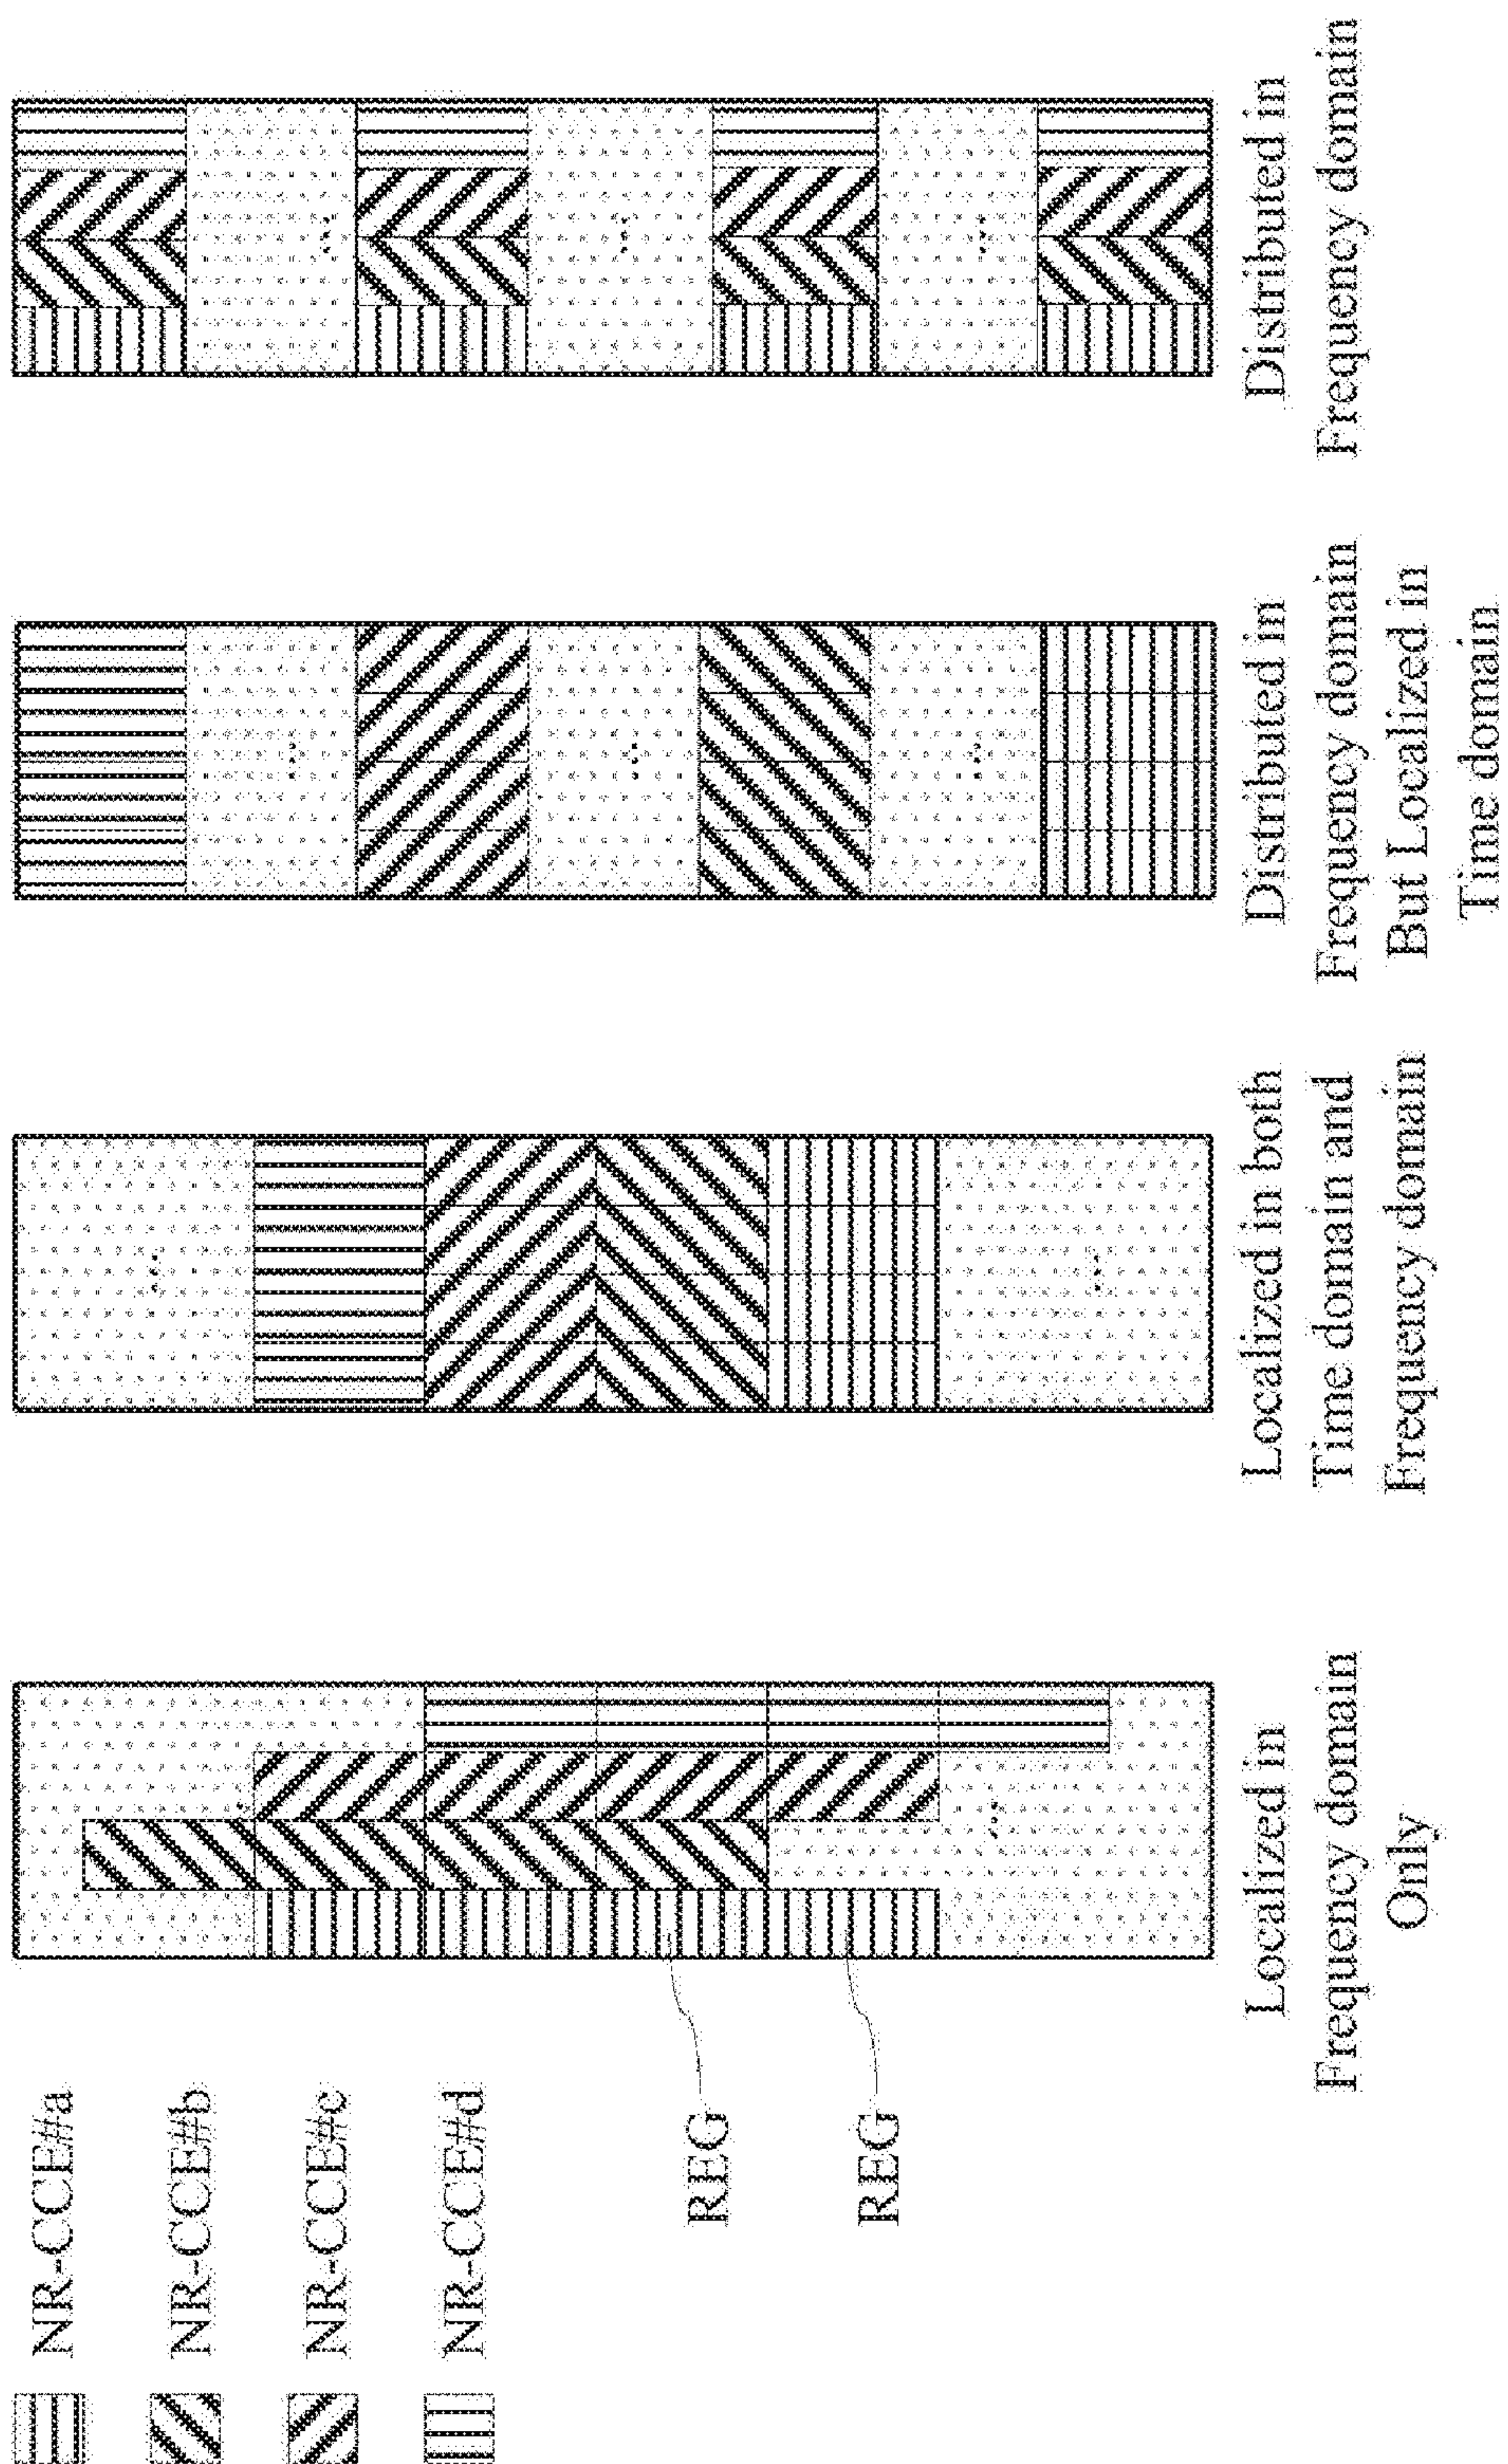 NR-CCE#a
NR-CCE#b
NR-CCE#c
NR-CCE#d
REG
REG
Localized in
Frequency domain
Only
Localized in both
Time domain and
Frequency domain
Distributed in
Frequency domain
But Localized in
Time domain
Distributed in
Frequency domain